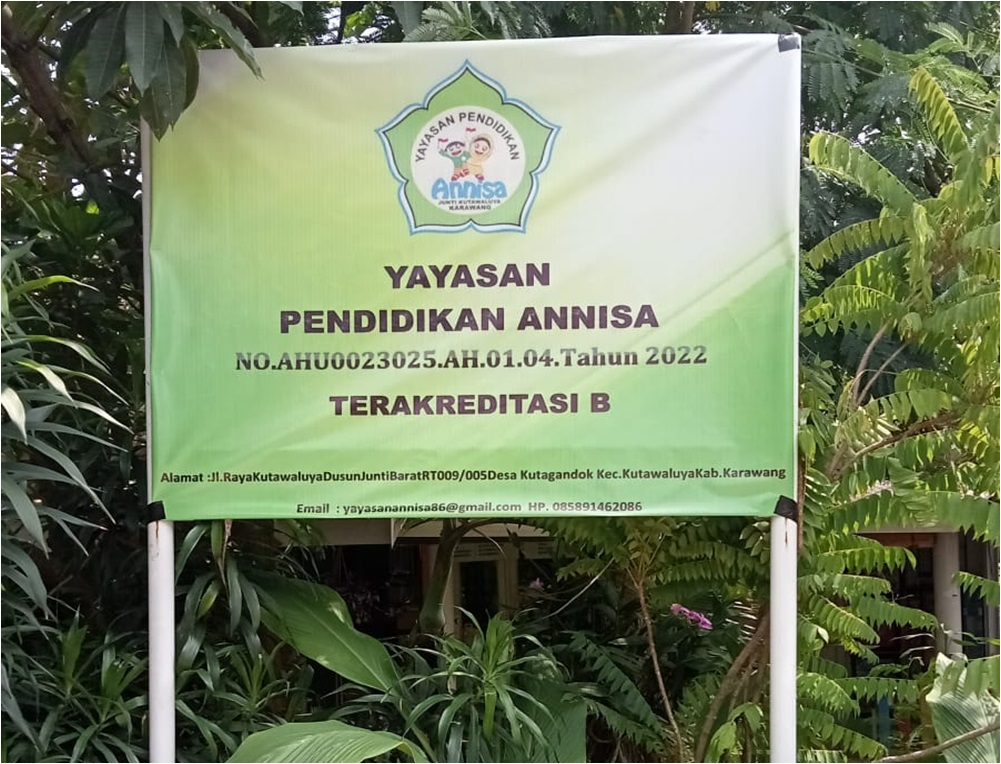 YAYASAN PENDIDIKAN
Annisa
JUNTI KUTAWALUYA
KARAWANG
YAYASAN
PENDIDIKAN ANNISA
NO.AHU0023025.AH.01.04.Tahun 2022
TERAKREDITASI B
Alamat :Jl.RayaKutawaluyaDusunJuntiBaratRT009/005Desa Kutagandok Kec.KutawaluyaKab.Karawang
Email : yayasanannisa86@gmail.com HP. 085891462086